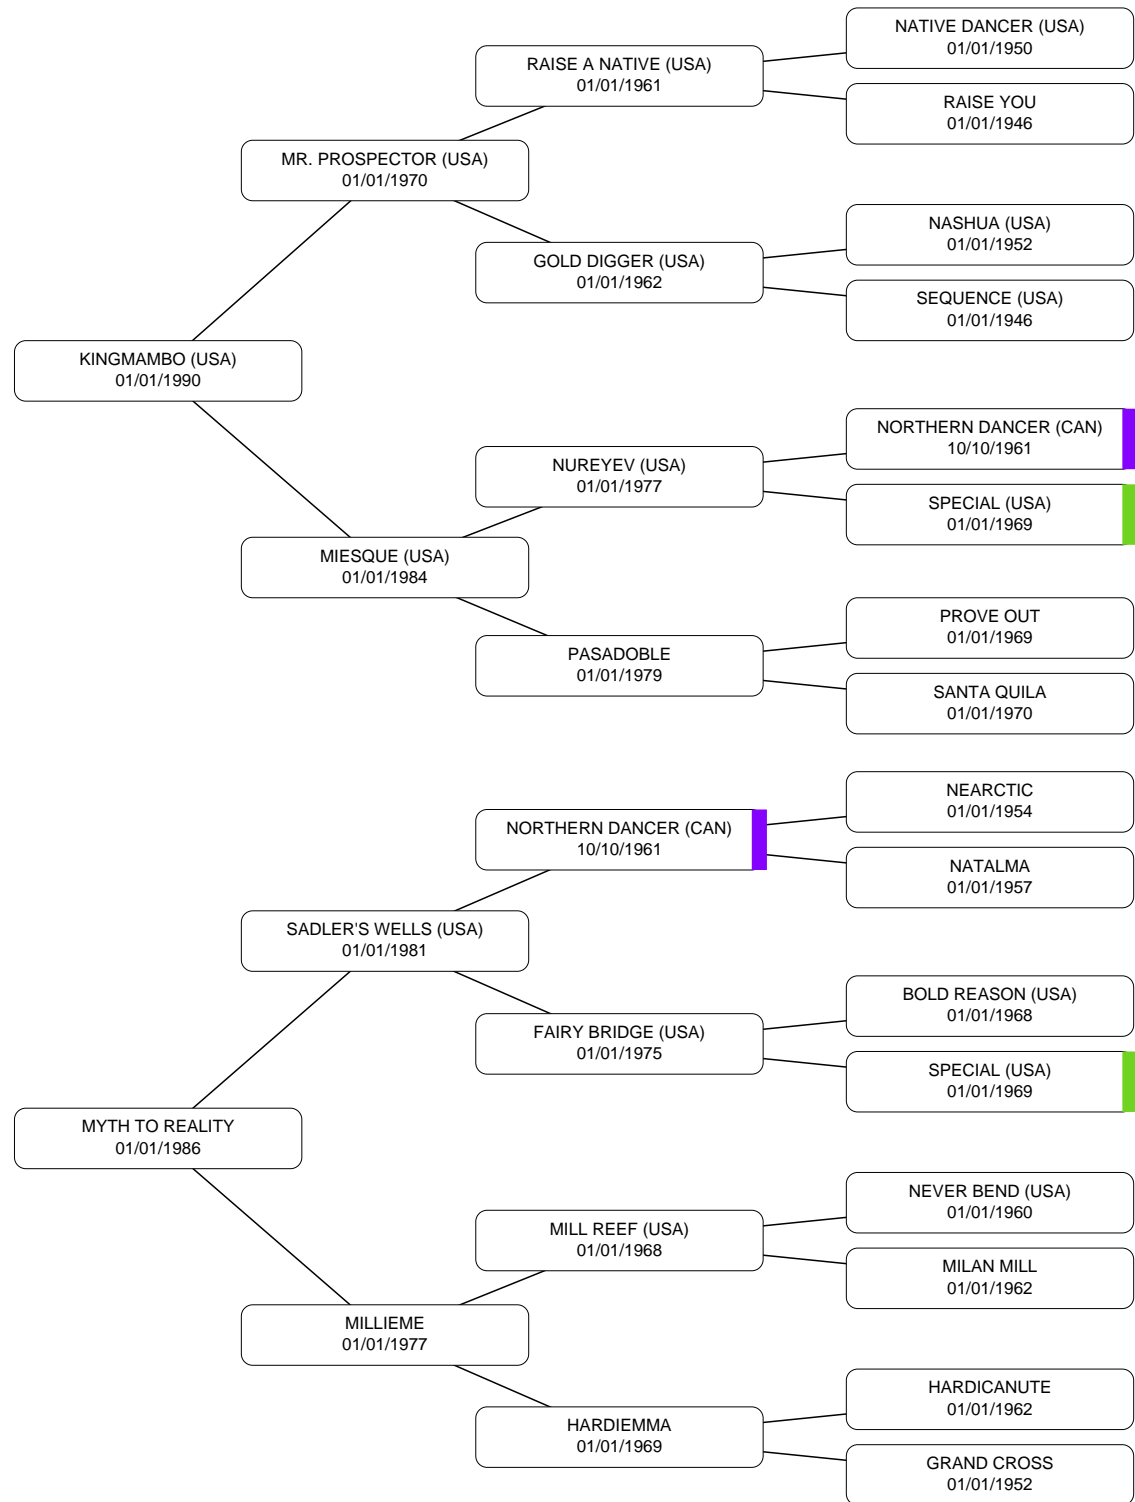 NATIVE DANCER (USA)
01/01/1950
RAISE A NATIVE (USA)
01/01/1961
RAISE YOU
01/01/1946
MR. PROSPECTOR (USA)
01/01/1970
NASHUA (USA)
01/01/1952
GOLD DIGGER (USA)
01/01/1962
SEQUENCE (USA)
01/01/1946
KINGMAMBO (USA)
01/01/1990
NORTHERN DANCER (CAN)
10/10/1961
NUREYEV (USA)
01/01/1977
SPECIAL (USA)
01/01/1969
MIESQUE (USA)
01/01/1984
PROVE OUT
01/01/1969
PASADOBLE
01/01/1979
SANTA QUILA
01/01/1970
NEARCTIC
01/01/1954
NORTHERN DANCER (CAN)
10/10/1961
NATALMA
01/01/1957
SADLER'S WELLS (USA)
01/01/1981
BOLD REASON (USA)
01/01/1968
FAIRY BRIDGE (USA)
01/01/1975
SPECIAL (USA)
01/01/1969
MYTH TO REALITY
01/01/1986
NEVER BEND (USA)
01/01/1960
MILL REEF (USA)
01/01/1968
MILAN MILL
01/01/1962
MILLIEME
01/01/1977
HARDICANUTE
01/01/1962
HARDIEMMA
01/01/1969
GRAND CROSS
01/01/1952